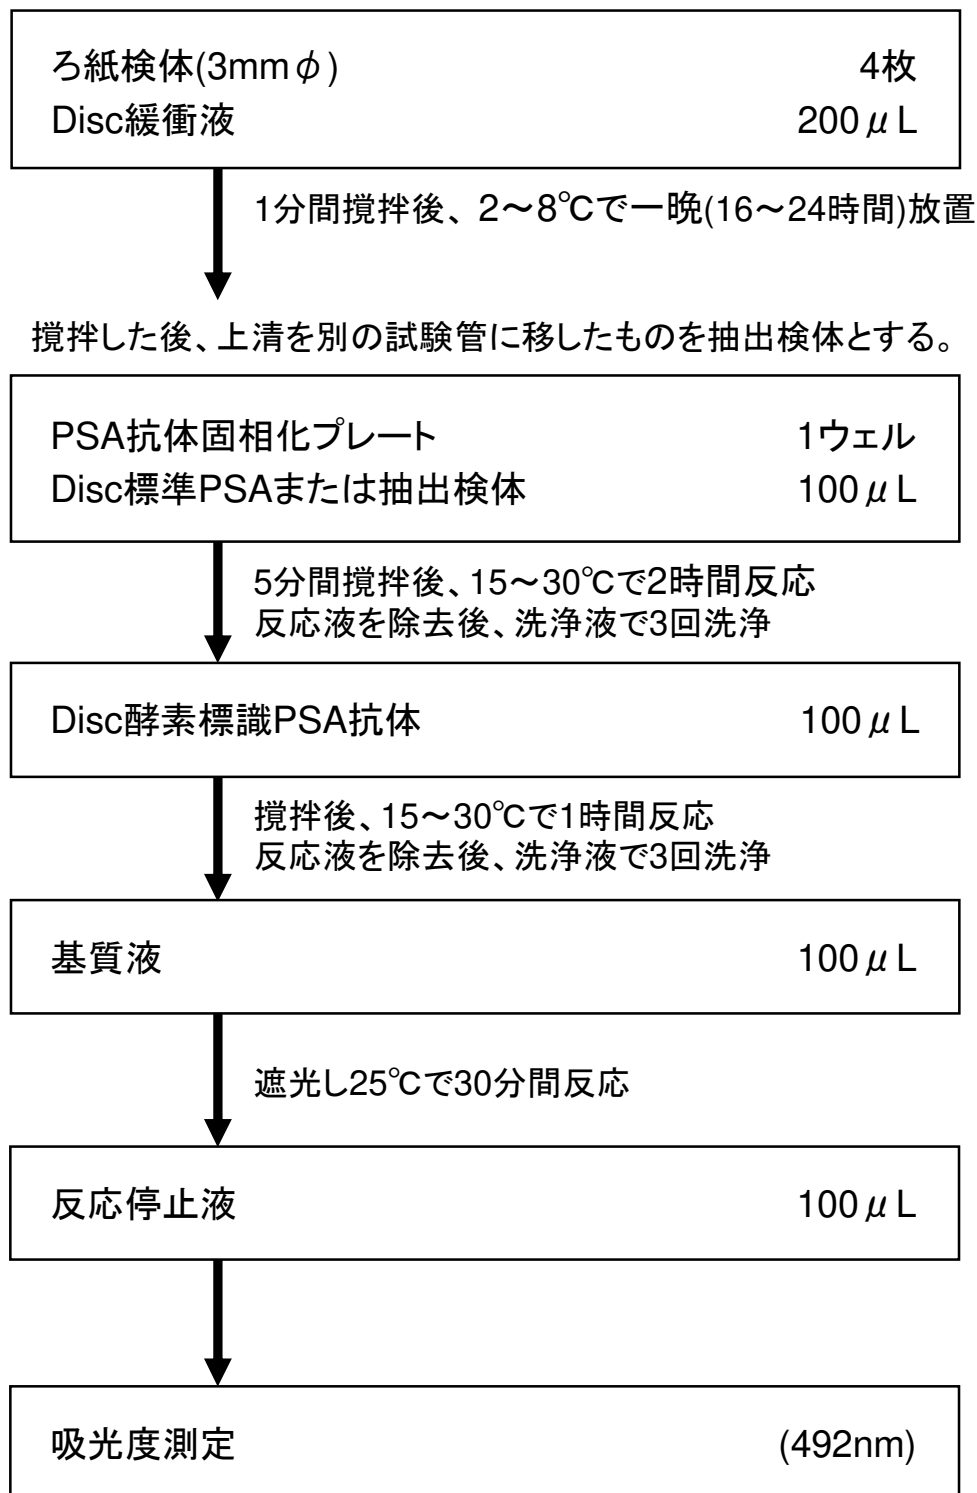 ろ紙検体(3mmφ) 4枚
Disc緩衝液 200μL
1分間撹拌後、2～8℃で一晩(16～24時間)放置
撹拌した後、上清を別の試験管に移したものを抽出検体とする。
PSA抗体固相化プレート 1ウェル
Disc標準PSAまたは抽出検体 100μL
5分間撹拌後、15～30℃で2時間反応
反応液を除去後、洗浄液で3回洗浄
Disc酵素標識PSA抗体 100μL
撹拌後、15～30℃で1時間反応
反応液を除去後、洗浄液で3回洗浄
基質液 100μL
遮光し25℃で30分間反応
反応停止液 100μL
吸光度測定 (492nm)